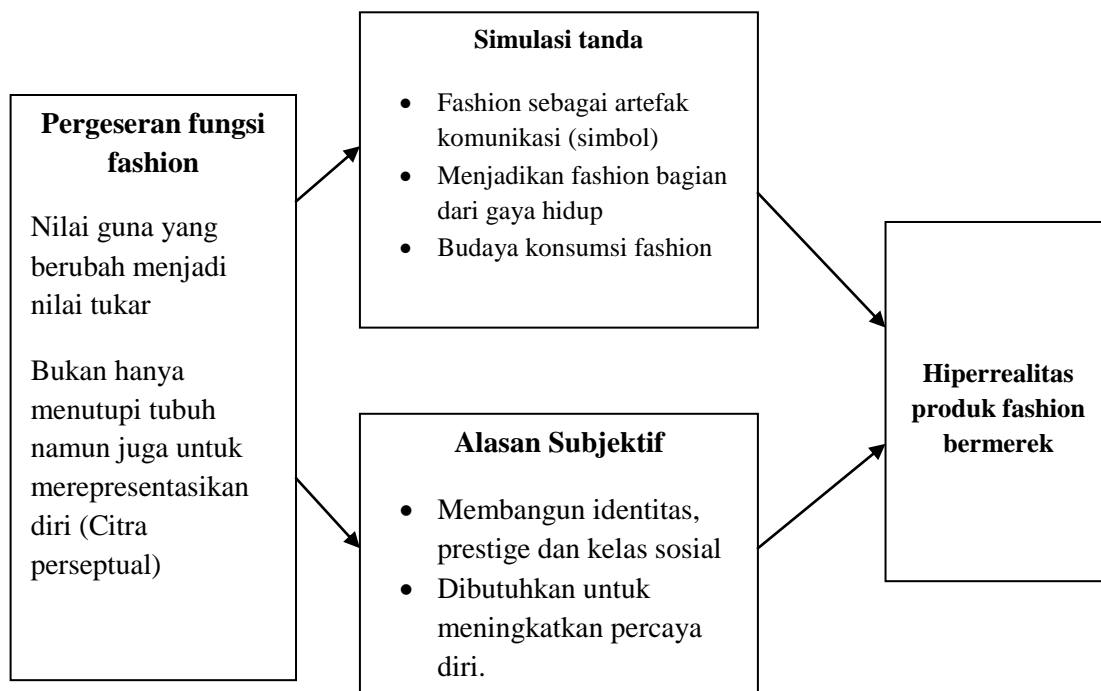 Pergeseran fungsi
fashion
Nilai guna yang
berubah menjadi
nilai tukar
Bukan hanya
menutupi tubuh
namun juga untuk
merepresentasikan
diri (Citra
perseptual)
Simulasi tanda
• Fashion sebagai artefak
komunikasi (simbol)
• Menjadikan fashion bagian
dari gaya hidup
• Budaya konsumsi fashion
Alasan Subjektif
• Membangun identitas,
prestige dan kelas sosial
• Dibutuhkan untuk
meningkatkan percaya
diri.
Hiperrealitas
produk fashion
bermerek